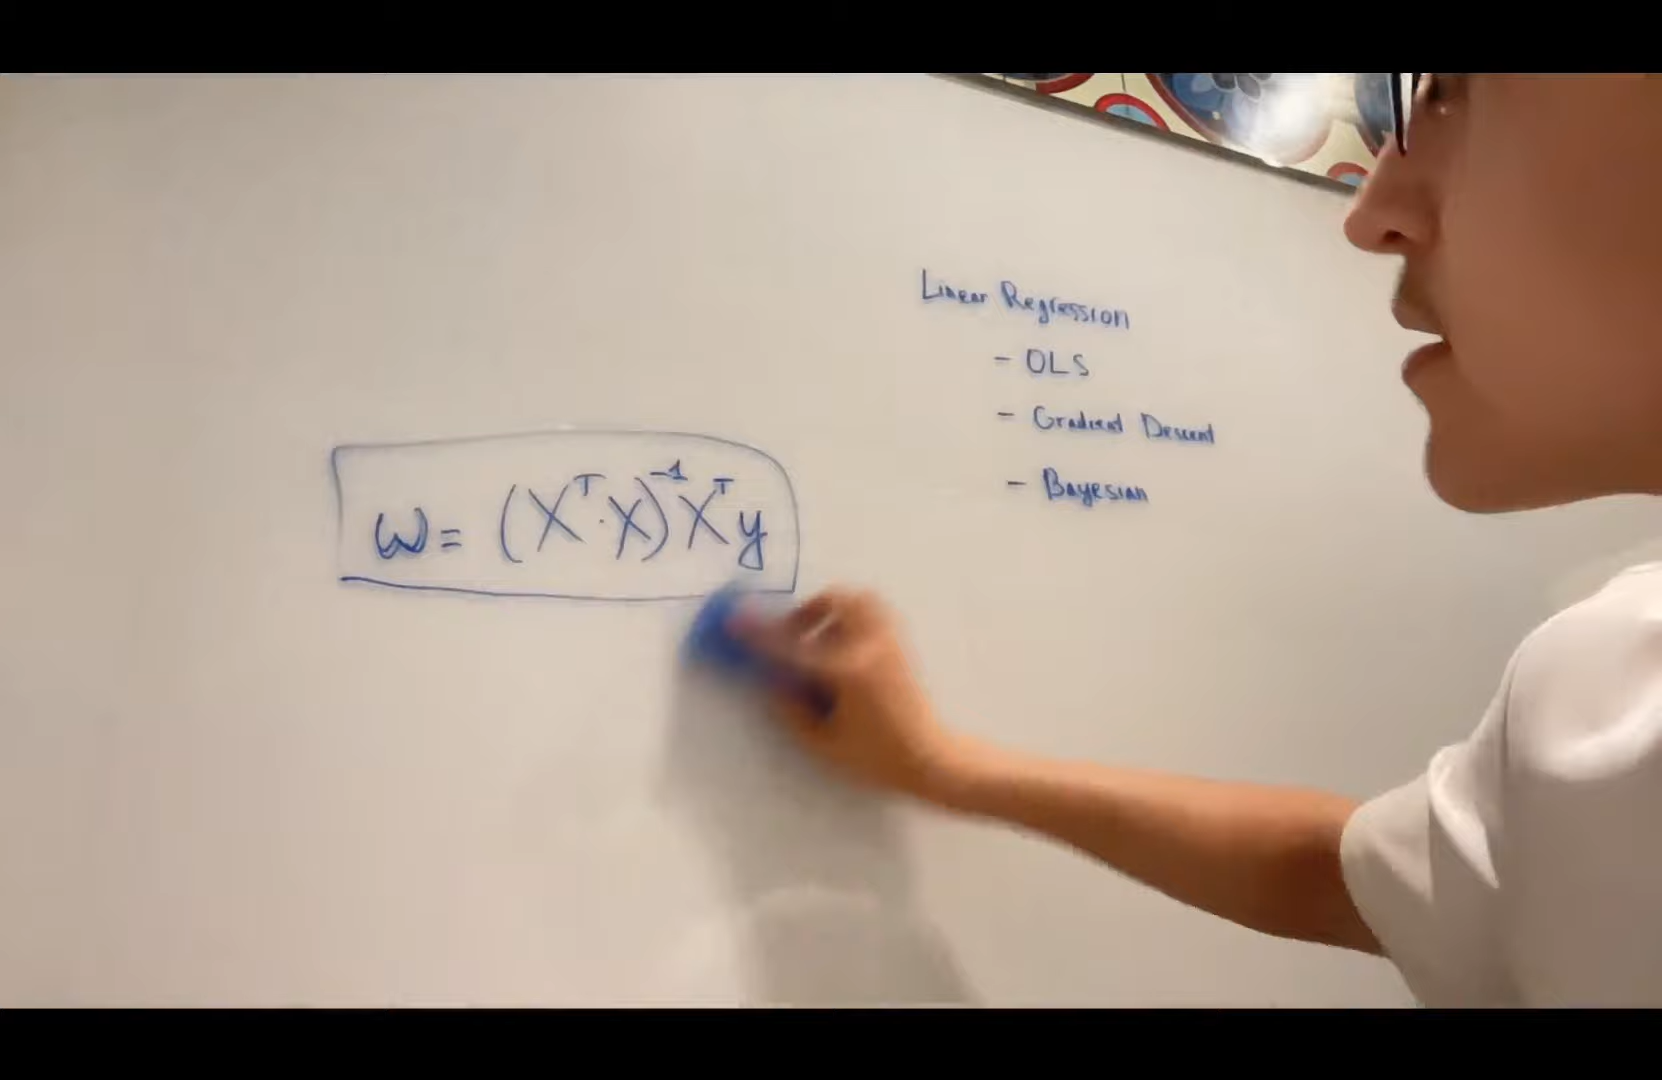 Linear Regression
- OLS
- Gradient Descent
- Bayesian
ω = (Xᵀ·X)⁻¹Xᵀy